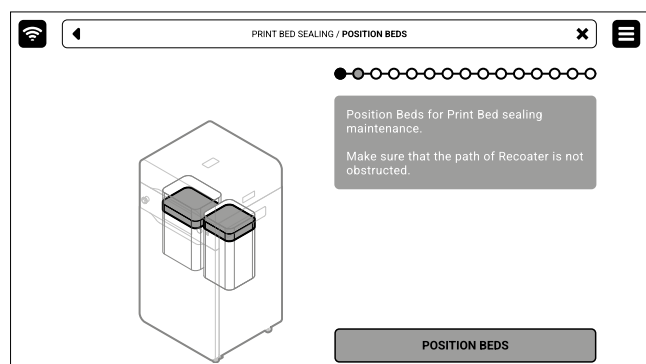 PRINT BED SEALING / POSITION BEDS
Position Beds for Print Bed sealing
maintenance.
Make sure that the path of Recoater is not
obstructed.
POSITION BEDS